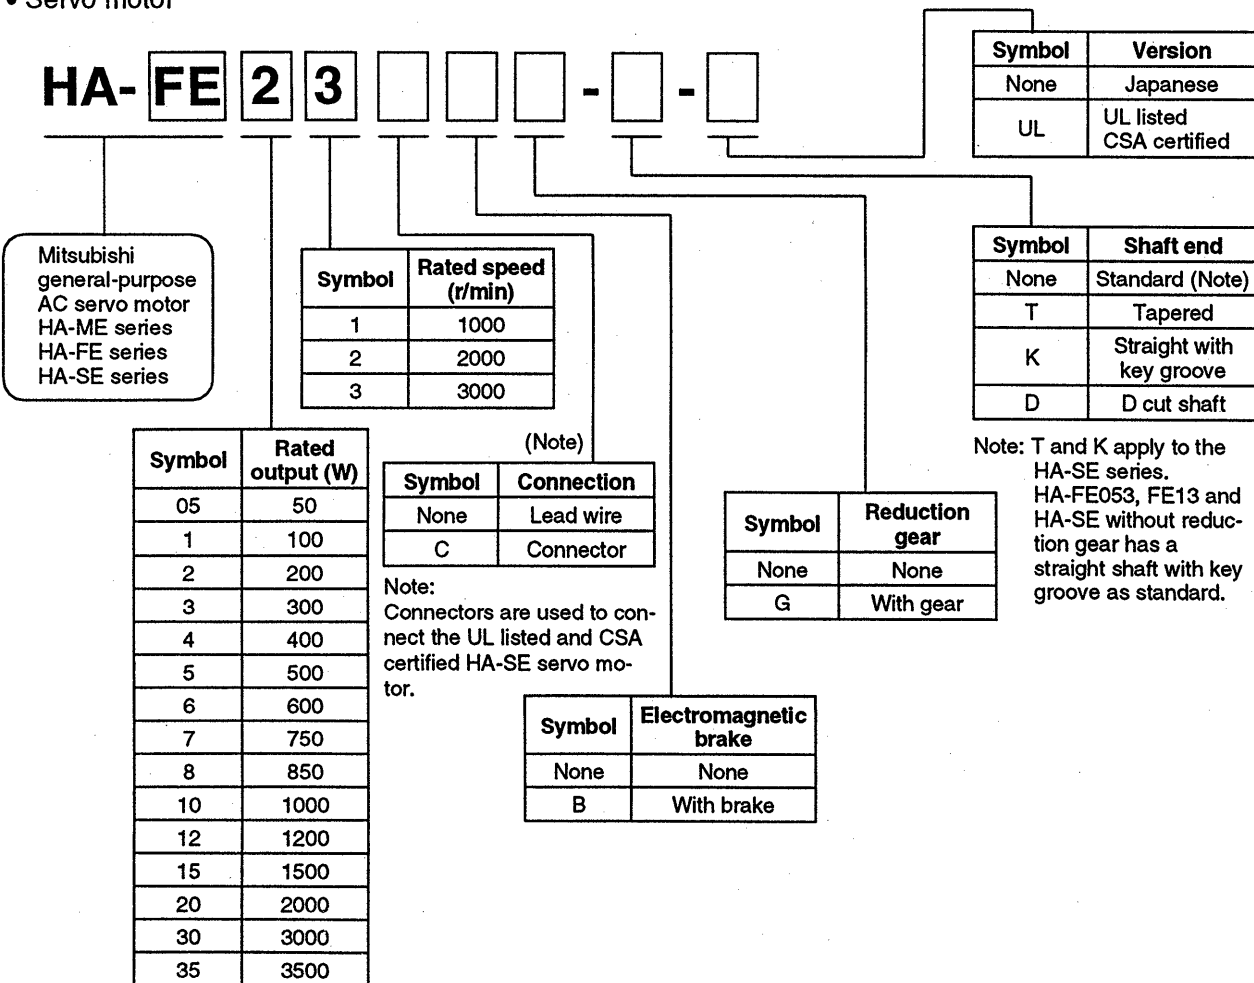 • Servo motor
HA- FE 2 3 - -
Symbol Version
None Japanese
UL UL listed
CSA certified
Mitsubishi
general-purpose
AC servo motor
HA-ME series
HA-FE series
HA-SE series
Symbol Rated speed
(r/min)
1 1000
2 2000
3 3000
Symbol Shaft end
None Standard (Note)
T Tapered
K Straight with
key groove
D D cut shaft
Note: T and K apply to the
HA-SE series.
HA-FE053, FE13 and
HA-SE without reduc-
tion gear has a
straight shaft with key
groove as standard.
Symbol Rated
output (W)
05 50
1 100
2 200
3 300
4 400
5 500
6 600
7 750
8 850
10 1000
12 1200
15 1500
20 2000
30 3000
35 3500
(Note)
Symbol Connection
None Lead wire
C Connector
Note:
Connectors are used to con-
nect the UL listed and CSA
certified HA-SE servo mo-
tor.
Symbol Reduction
gear
None None
G With gear
Symbol Electromagnetic
brake
None None
B With brake